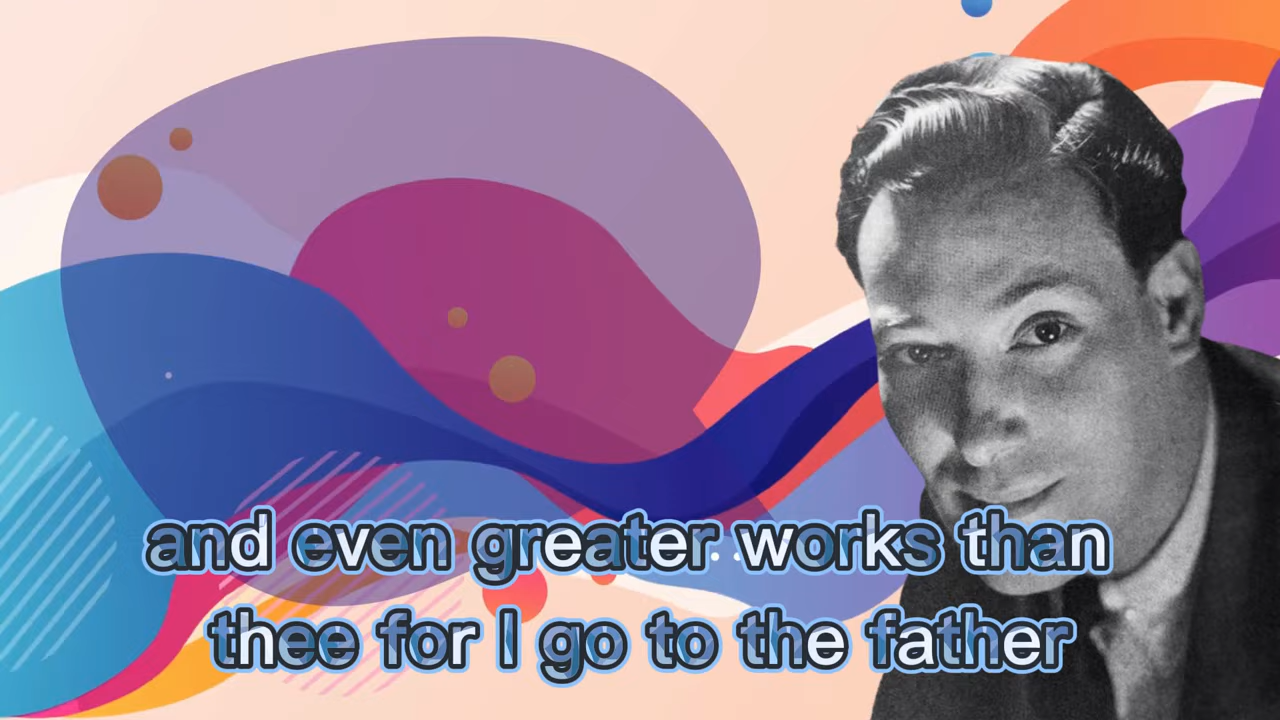 and even greater works than
thee for I go to the father